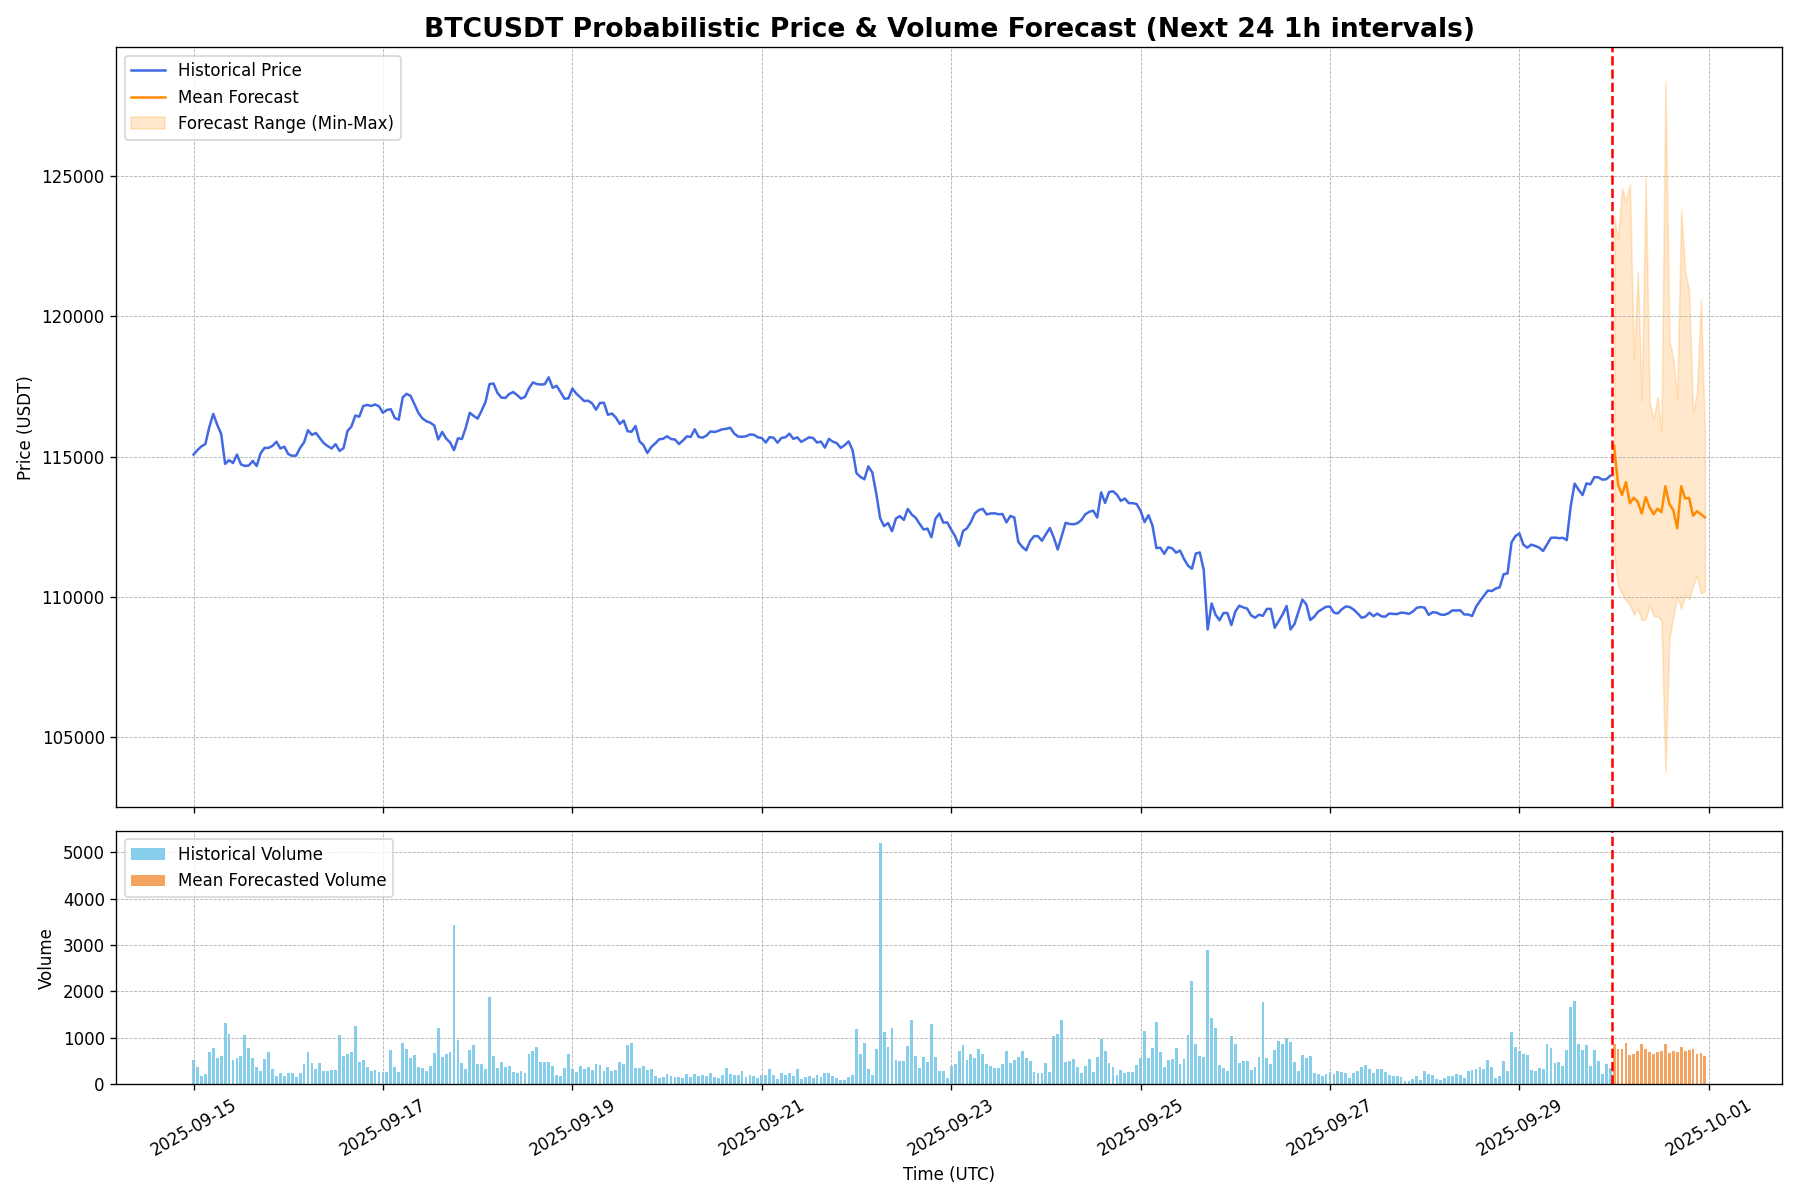 BTCUSDT Probabilistic Price & Volume Forecast (Next 24 1h intervals)
Historical Price
Mean Forecast
Forecast Range (Min-Max)
125000
120000
115000
110000
105000
Price (USDT)
Historical Volume
Mean Forecasted Volume
5000
4000
3000
2000
1000
0
Volume
2025-09-15
2025-09-17
2025-09-19
2025-09-21
2025-09-23
2025-09-25
2025-09-27
2025-09-29
2025-10-01
Time (UTC)